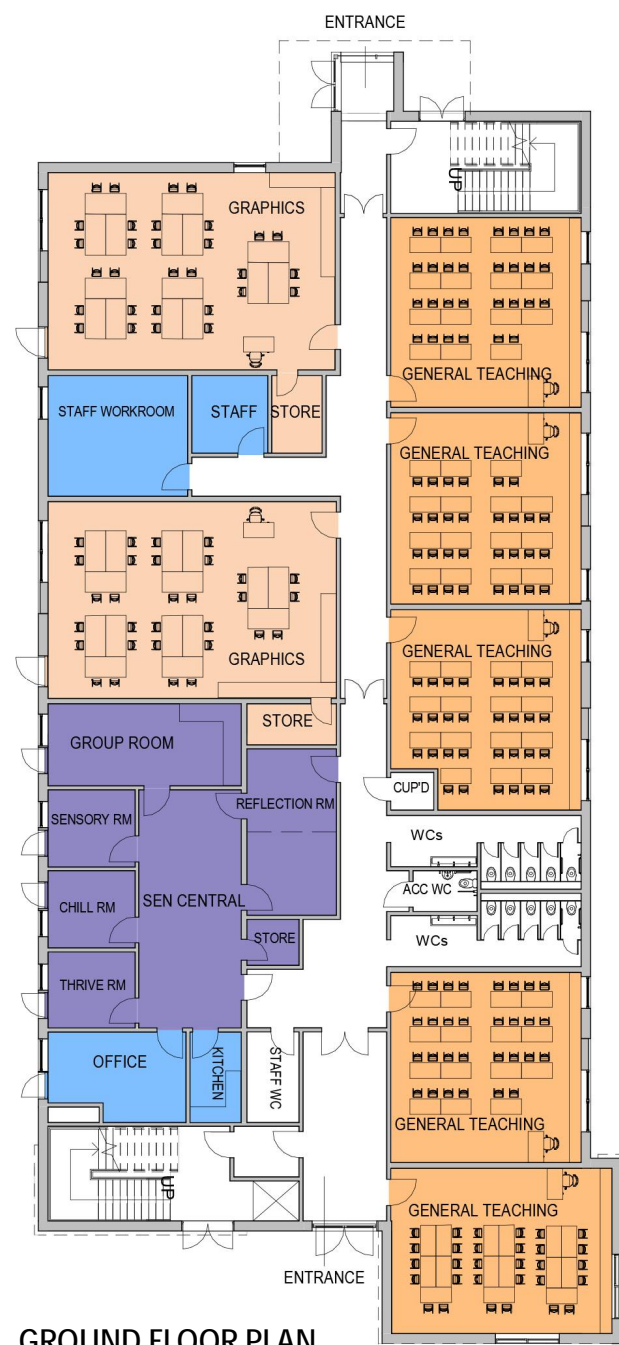 ENTRANCE
UP
GRAPHICS
GENERAL TEACHING
STAFF WORKROOM
STAFF
STORE
GENERAL TEACHING
GRAPHICS
GENERAL TEACHING
STORE
GROUP ROOM
CUP'D
REFLECTION RM
SENSORY RM
WCs
ACC WC
SEN CENTRAL
CHILL RM
STORE
WCs
THRIVE RM
OFFICE
KITCHEN
STAFF WC
GENERAL TEACHING
UP
GENERAL TEACHING
ENTRANCE
GROUND FLOOR PLAN